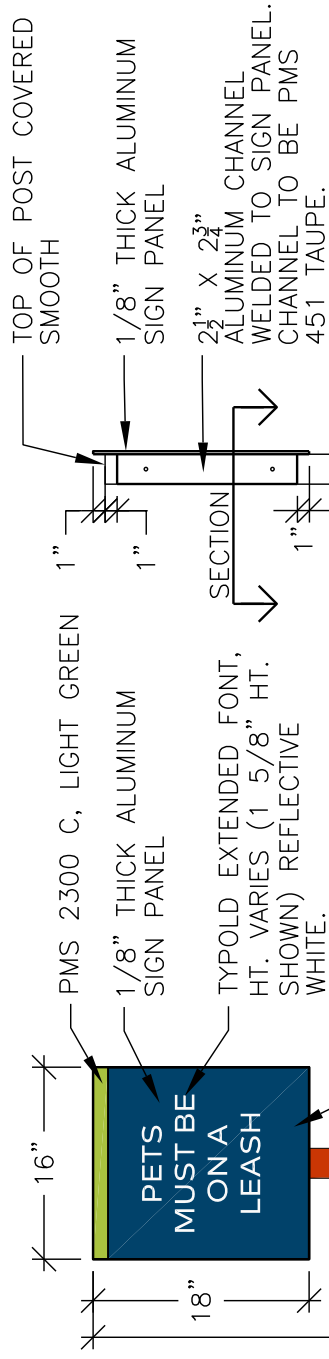 16”
18”
PMS 2300 C, LIGHT GREEN
1/8” THICK ALUMINUM
SIGN PANEL
PETS
MUST BE
ON A
LEASH
TYPOLD EXTENDED FONT,
HT. VARIES (1 5/8” HT.
SHOWN) REFLECTIVE
WHITE.
1”
1”
TOP OF POST COVERED
SMOOTH
1/8” THICK ALUMINUM
SIGN PANEL
2½” X 2¾”
ALUMINUM CHANNEL
WELDED TO SIGN PANEL.
CHANNEL TO BE PMS
451 TAUPE.
SECTION
1”